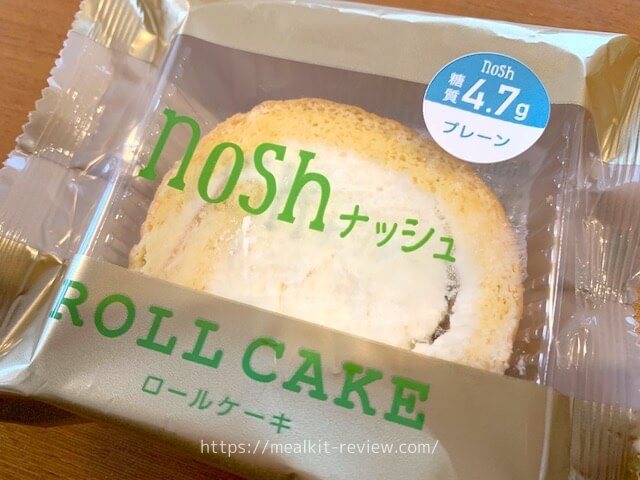 nosh
糖質4.7g
プレーン
noshナッシュ
ROLL CAKE
ロールケーキ
https://mealkit-review.com/